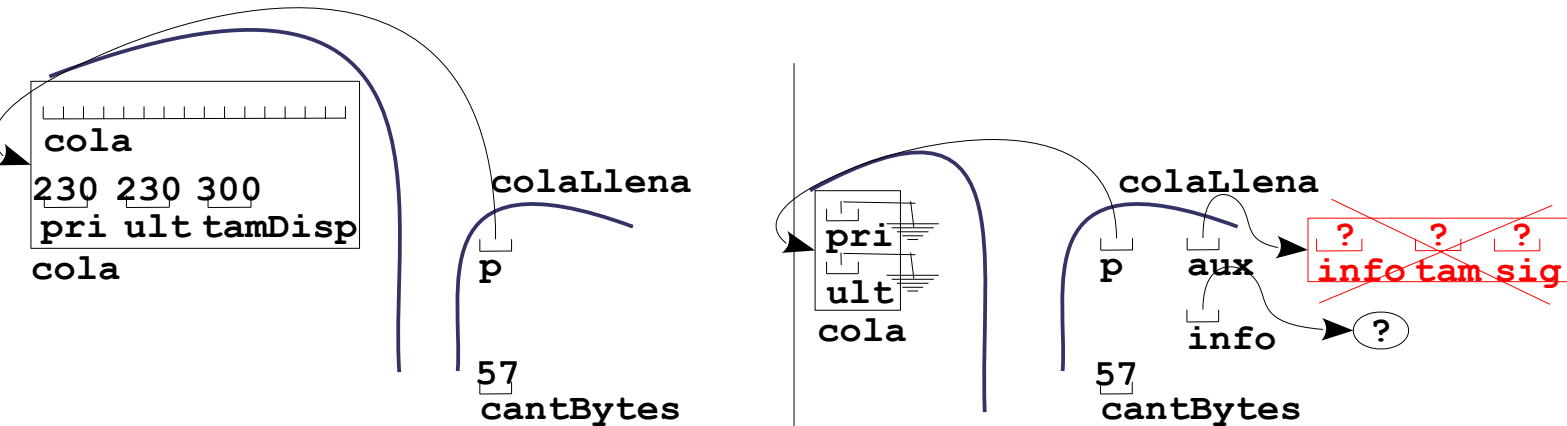 cola
230 230 300
pri ult tamDisp
cola
colaLlena
p
57
cantBytes
colaLlena
pri
ult
cola
p
aux
? ? ?
info tam sig
info
?
57
cantBytes